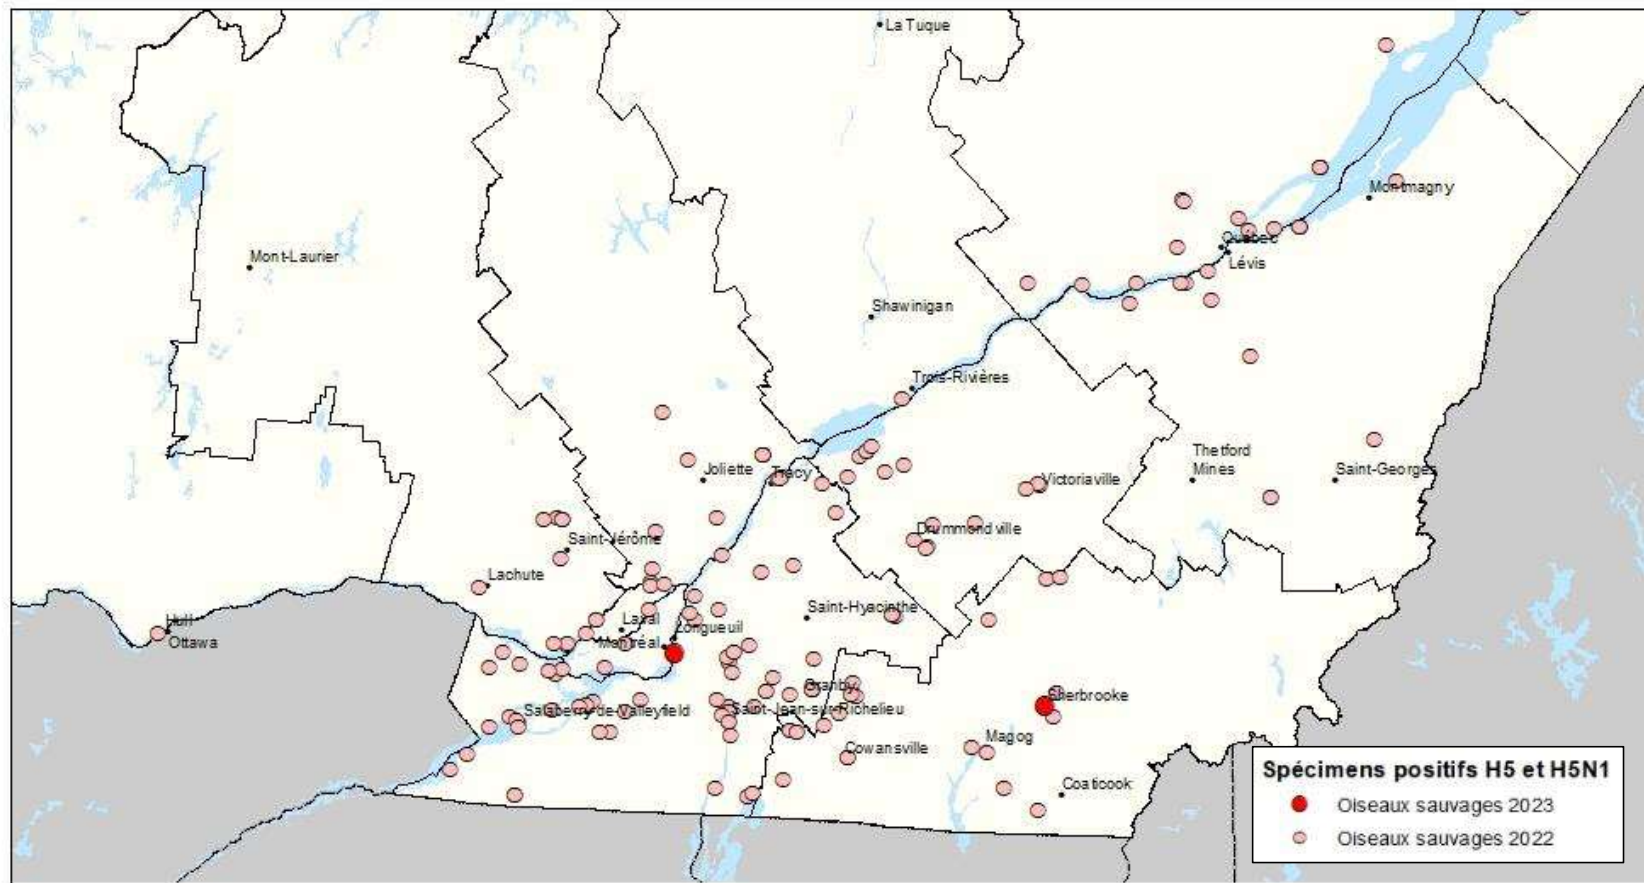 La Tuque
Montmagny
Québec
Lévis
Mont-Laurier
Shawinigan
Trois-Rivières
Thetford
Mines
Saint-Georges
Joliette
Tracy
Victoriaville
Drummondville
Saint-Jérôme
Lachute
Saint-Hyacinthe
Hull
Ottawa
Laval
Longueuil
Montréal
Granby
Sherbrooke
Salaberry-de-Valleyfield
Saint-Jean-sur-Richelieu
Magog
Cowansville
Coaticook
Spécimens positifs H5 et H5N1
Oiseaux sauvages 2023
Oiseaux sauvages 2022